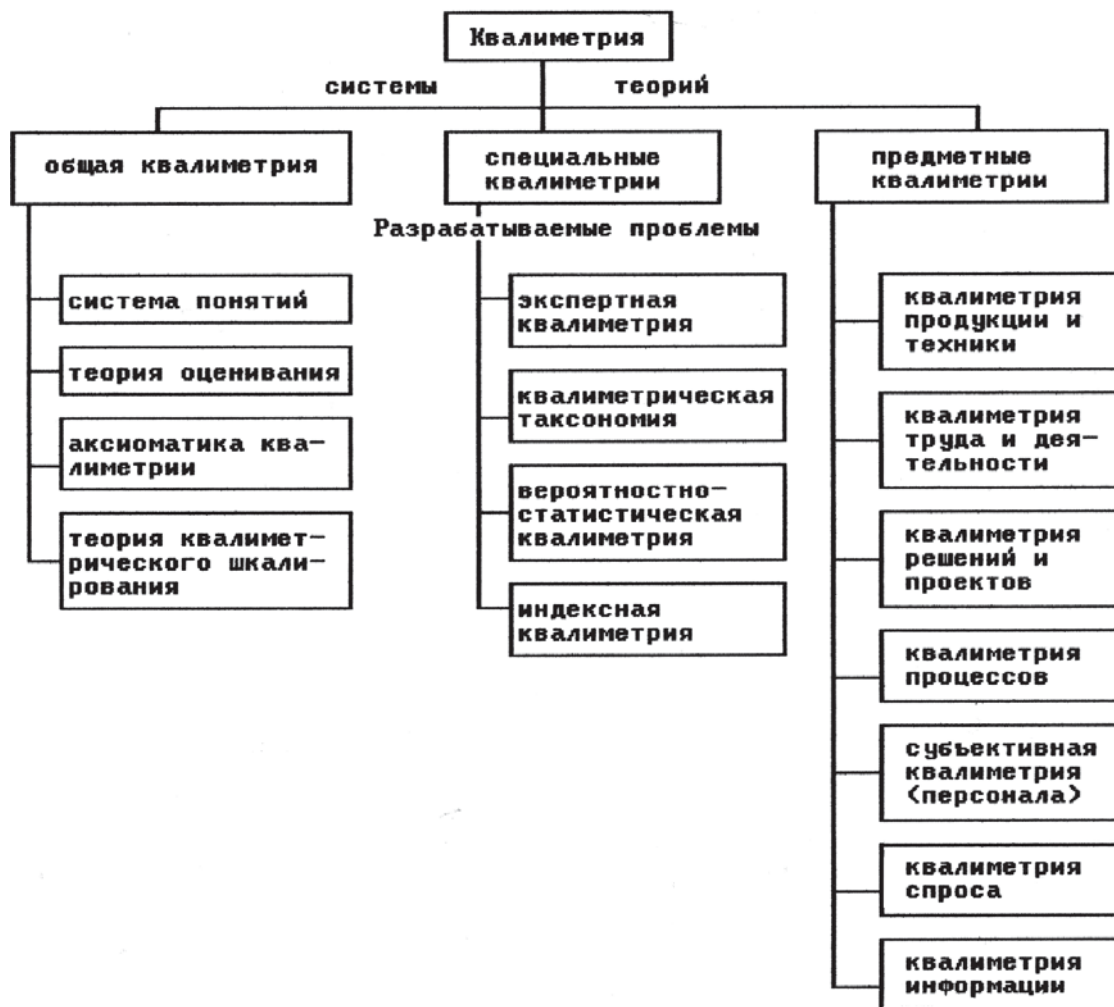 Квалиметрия
системы теорий
общая квалиметрия
специальные
квалиметрии
предметные
квалиметрии
Разрабатываемые проблемы
система понятий
теория оценивания
аксиоматика ква-
лиметрии
теория квалимет-
рического шкали-
рования
экспертная
квалиметрия
квалиметрическая
таксономия
вероятностно-
статистическая
квалиметрия
индексная
квалиметрия
квалиметрия
продукции и
техники
квалиметрия
труда и дея-
тельности
квалиметрия
решений и
проектов
квалиметрия
процессов
субъективная
квалиметрия
<персонала>
квалиметрия
спроса
квалиметрия
информации